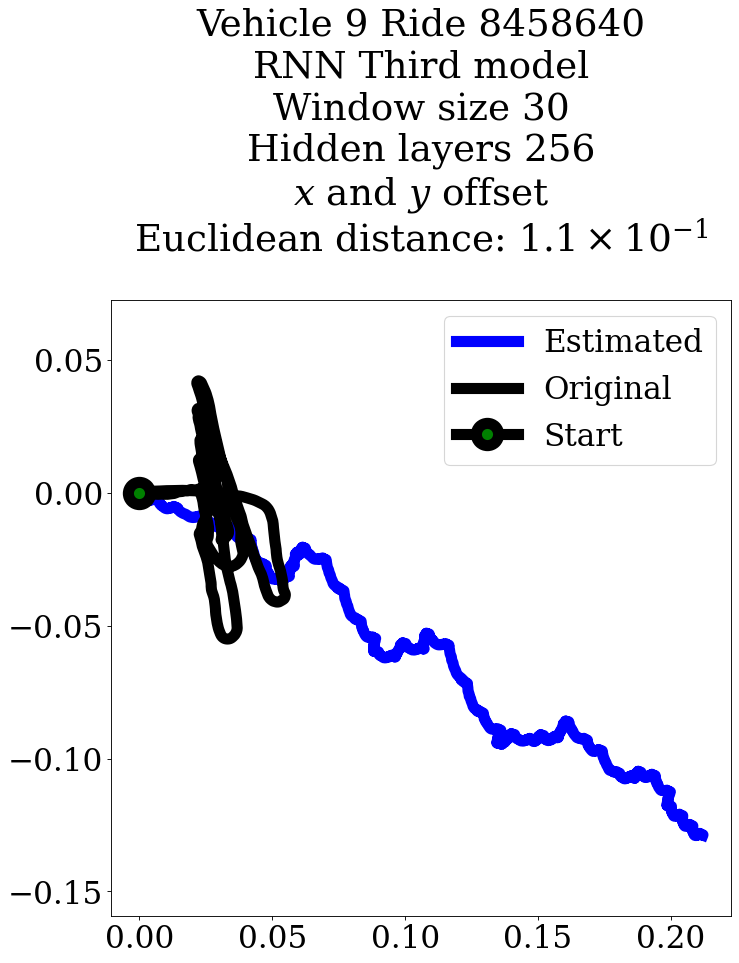 Vehicle 9 Ride 8458640
RNN Third model
Window size 30
Hidden layers 256
x and y offset
Euclidean distance: 1.1 × 10⁻¹
Estimated
Original
Start
0.05
0.00
−0.05
−0.10
−0.15
0.00 0.05 0.10 0.15 0.20